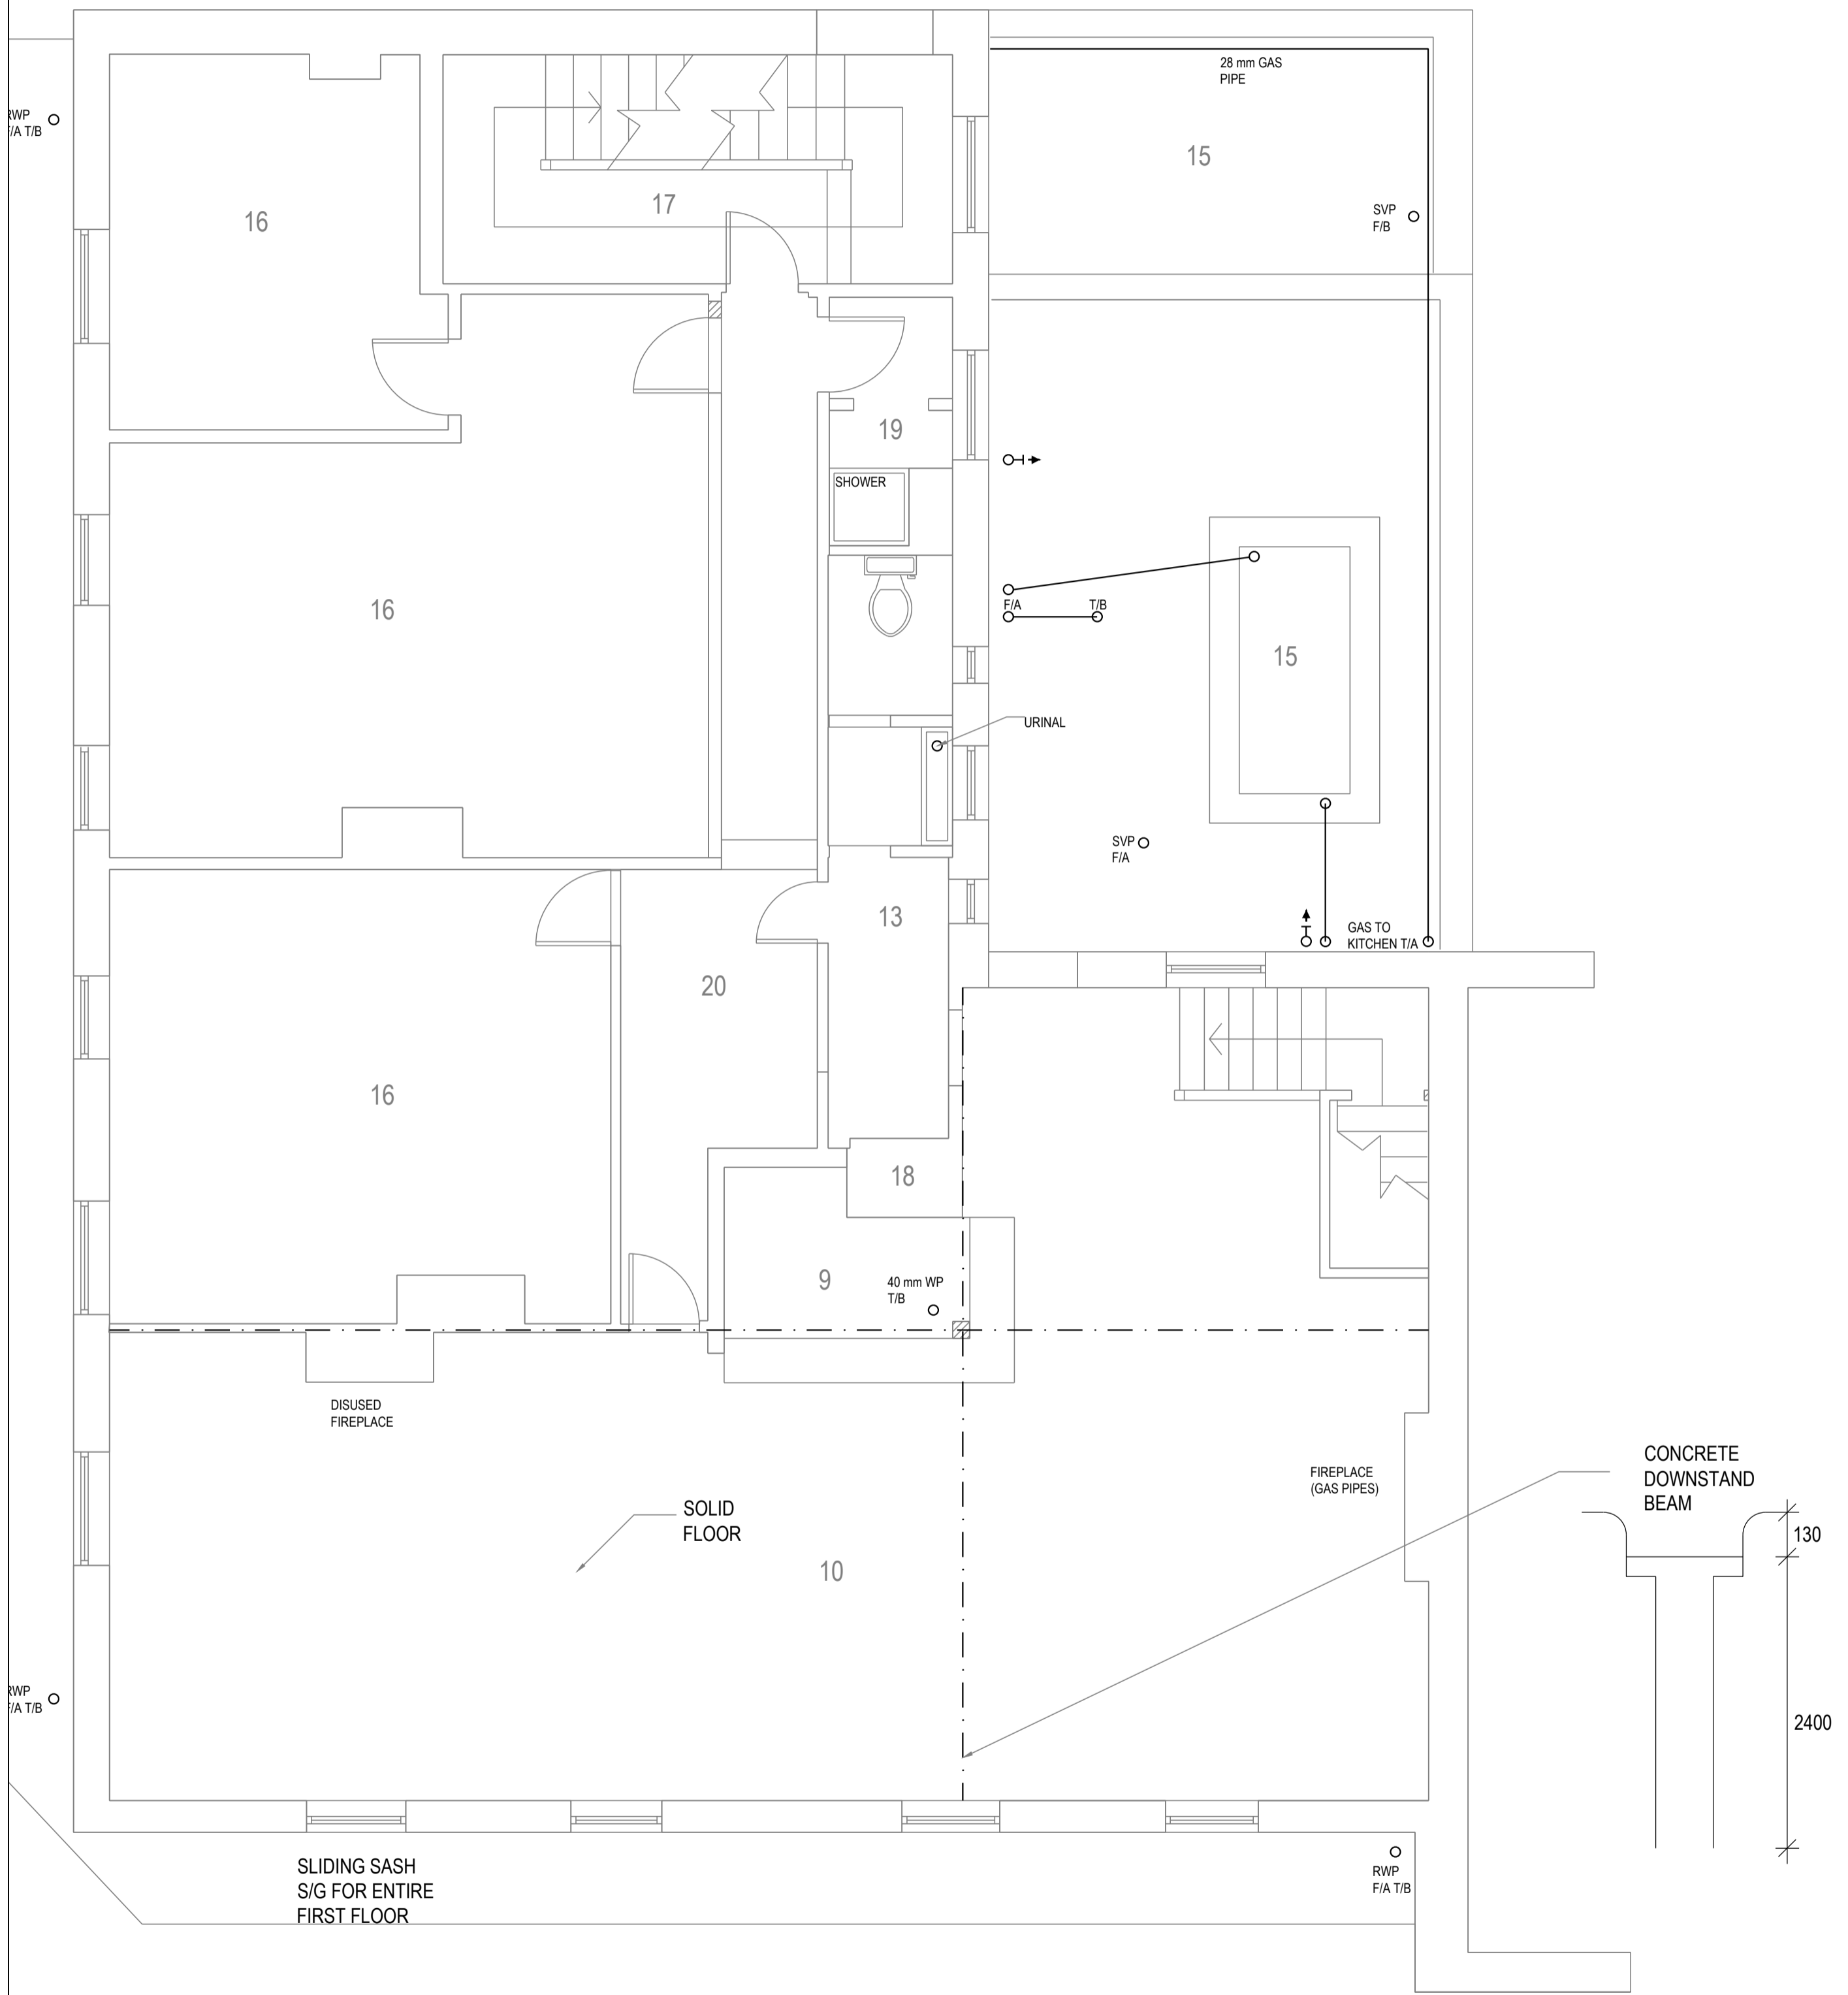 28 mm GAS
PIPE
RWP
F/A T/B
15
16
17
SVP
F/B
19
SHOWER
16
F/A
T/B
15
URINAL
SVP
F/A
13
GAS TO
KITCHEN T/A
20
16
18
9
40 mm WP
T/B
DISUSED
FIREPLACE
CONCRETE
DOWNSTAND
BEAM
FIREPLACE
(GAS PIPES)
SOLID
FLOOR
130
10
RWP
F/A T/B
2400
SLIDING SASH
S/G FOR ENTIRE
FIRST FLOOR
RWP
F/A T/B